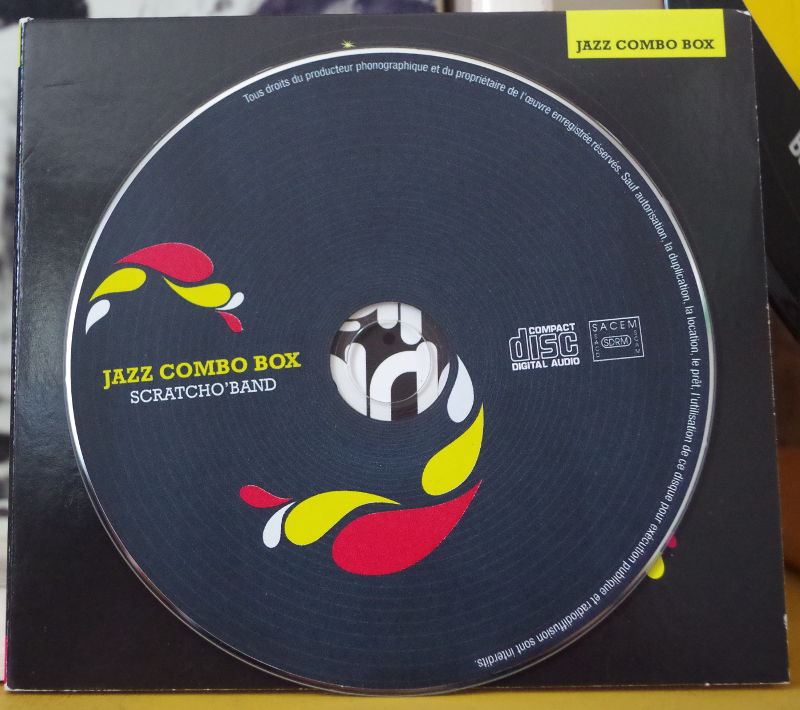 JAZZ COMBO BOX
Tous droits du producteur phonographique et du propriétaire de l'œuvre enregistrée réservés. Sauf autorisation, la duplication, la location, le prêt, l'utilisation de ce disque pour exécution publique et radiodiffusion sont interdits.
JAZZ COMBO BOX
SCRATCHO'BAND
COMPACT
disc
DIGITAL AUDIO
SACEM
SACD
SDRM
SCAM